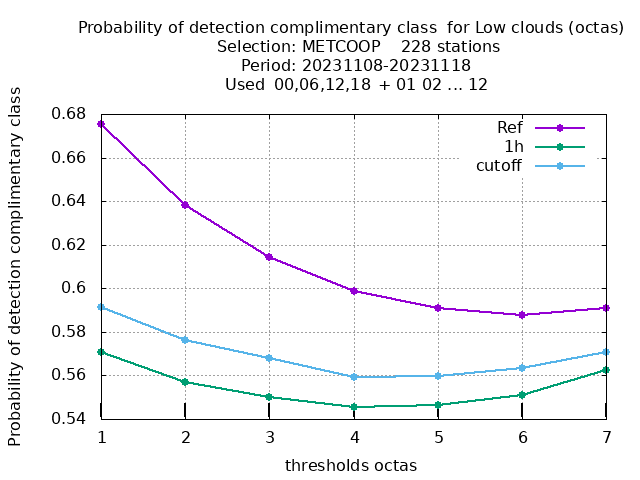 Probability of detection complimentary class  for Low clouds (octas)
Selection: METCOOP    228 stations
Period: 20231108-20231118
Used  00,06,12,18  + 01 02 ... 12
Probability of detection complimentary class
0.68
0.66
0.64
0.62
0.6
0.58
0.56
0.54
Ref
1h
cutoff
1 2 3 4 5 6 7
thresholds octas